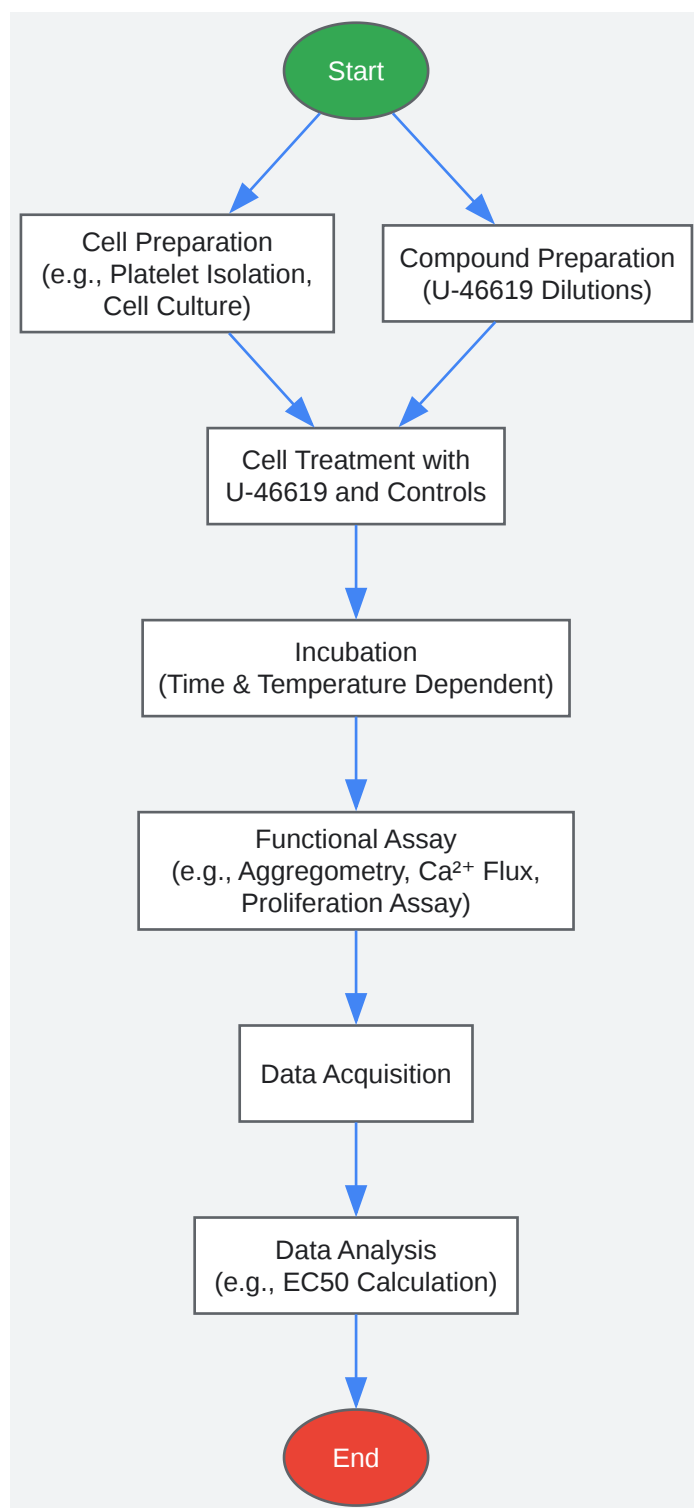 Start
Cell Preparation
(e.g., Platelet Isolation,
Cell Culture)
Compound Preparation
(U-46619 Dilutions)
Cell Treatment with
U-46619 and Controls
Incubation
(Time & Temperature Dependent)
Functional Assay
(e.g., Aggregometry, Ca²⁺ Flux,
Proliferation Assay)
Data Acquisition
Data Analysis
(e.g., EC50 Calculation)
End